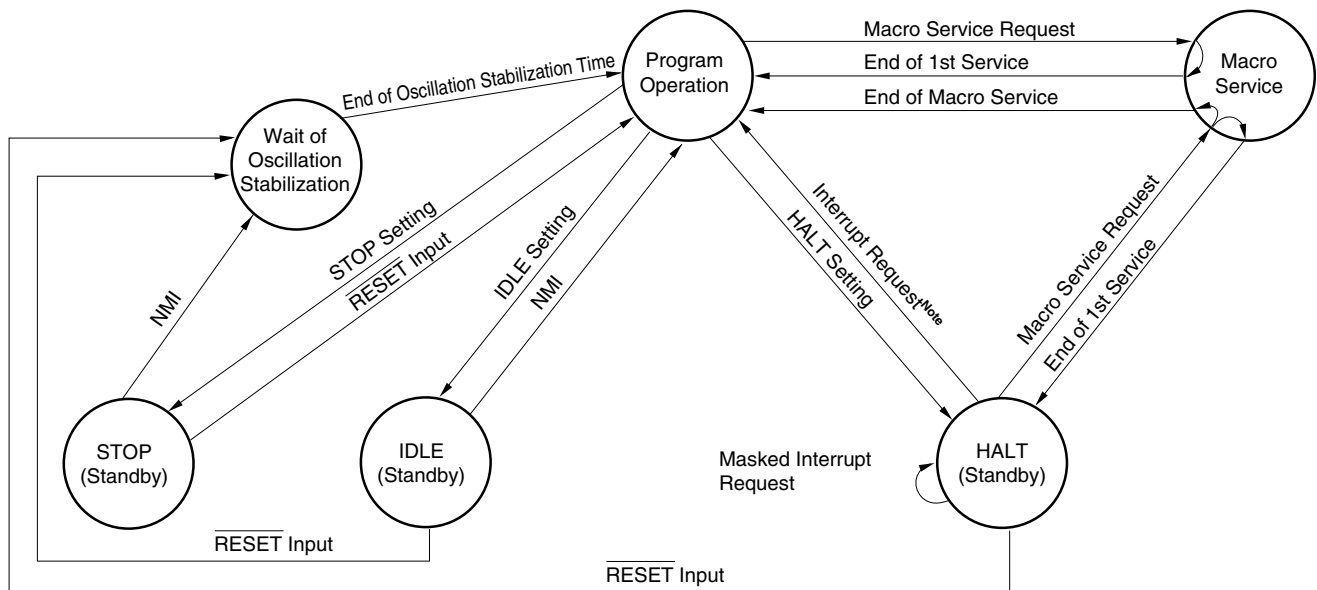 Macro Service Request
Program
Operation
End of 1st Service
Macro
Service
End of Oscillation Stabilization Time
End of Macro Service
Wait of
Oscillation
Stabilization
STOP Setting
RESET Input
IDLE Setting
NMI
NMI
Interrupt Request^Note
HALT Setting
Macro Service Request
End of 1st Service
STOP
(Standby)
IDLE
(Standby)
Masked Interrupt
Request
HALT
(Standby)
RESET Input
RESET Input